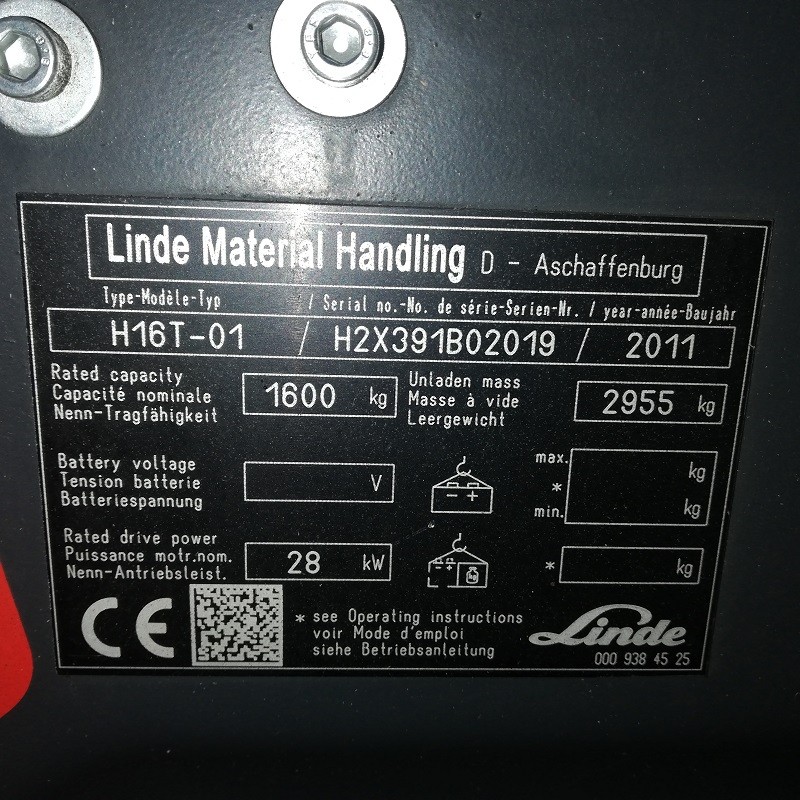 Linde Material Handling D - Aschaffenburg
Type-Modèle-Typ / Serial no.-No. de série-Serien-Nr. / year-année-Baujahr
H16T-01 / H2X391B02019 / 2011
Rated capacity
Capacité nominale
Nenn-Tragfähigkeit
1600 kg
Unladen mass
Masse à vide
Leergewicht
2955 kg
Battery voltage
Tension batterie
Batteriespannung
V
- +
max. kg
*
min. kg
Rated drive power
Puissance motr.nom.
Nenn-Antriebsleist.
28 kW
- + kg
* kg
CE
* see Operating instructions
voir Mode d'emploi
siehe Betriebsanleitung
Linde
000 938 45 25